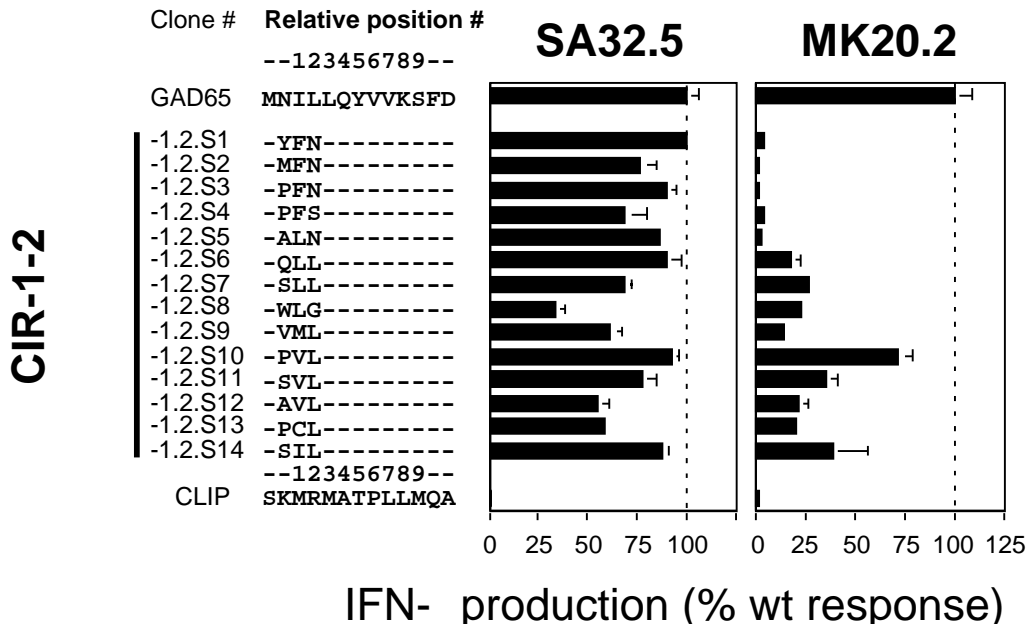 Clone # Relative position #
SA32.5 MK20.2
--123456789--
GAD65 MNILLQYVVKSFD
-1.2.S1 -YFN---------
-1.2.S2 -MFN---------
-1.2.S3 -PFN---------
-1.2.S4 -PFS---------
-1.2.S5 -ALN---------
-1.2.S6 -QLL---------
-1.2.S7 -SLL---------
-1.2.S8 -WLG---------
-1.2.S9 -VML---------
-1.2.S10 -PVL---------
-1.2.S11 -SVL---------
-1.2.S12 -AVL---------
-1.2.S13 -PCL---------
-1.2.S14 -SIL---------
--123456789--
CLIP SKMRMATPLLMQA
CIR-1-2
0 25 50 75 100 0 25 50 75 100 125
IFN- production (% wt response)